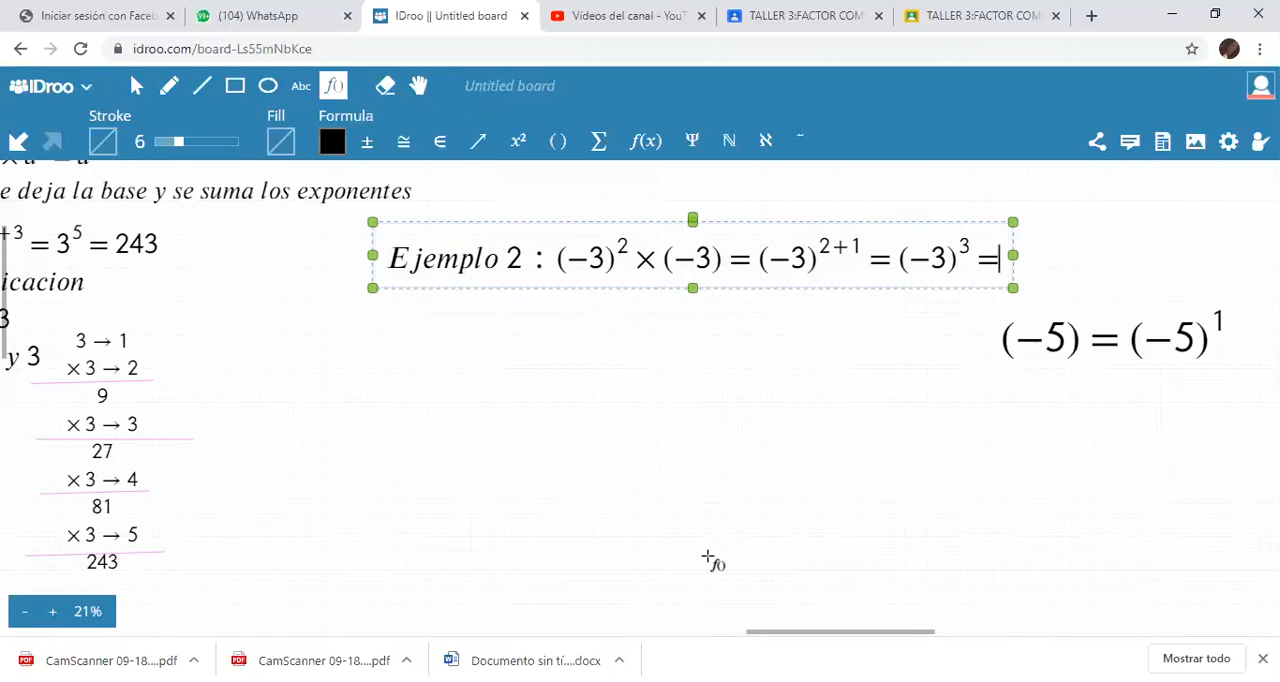 Iniciar sesión con Faceb
(104) WhatsApp
IDroo || Untitled board
Vídeos del canal - YouT
TALLER 3:FACTOR COM
TALLER 3:FACTOR COM
idroo.com/board-Ls55mNbKce
IDroo
Abc
f()
Untitled board
Stroke
Fill
Formula
6
± ≅ ∈ x² () ∑ f(x) Ψ ℕ ℵ ~
e deja la base y se suma los exponentes
+3 = 3⁵ = 243
Ejemplo 2 : (−3)² × (−3) = (−3)²⁺¹ = (−3)³ =
icacion
3
(−5) = (−5)¹
y 3
3 → 1
× 3 → 2
9
× 3 → 3
27
× 3 → 4
81
× 3 → 5
243
f()
- + 21%
CamScanner 09-18....pdf
CamScanner 09-18....pdf
Documento sin tí....docx
Mostrar todo